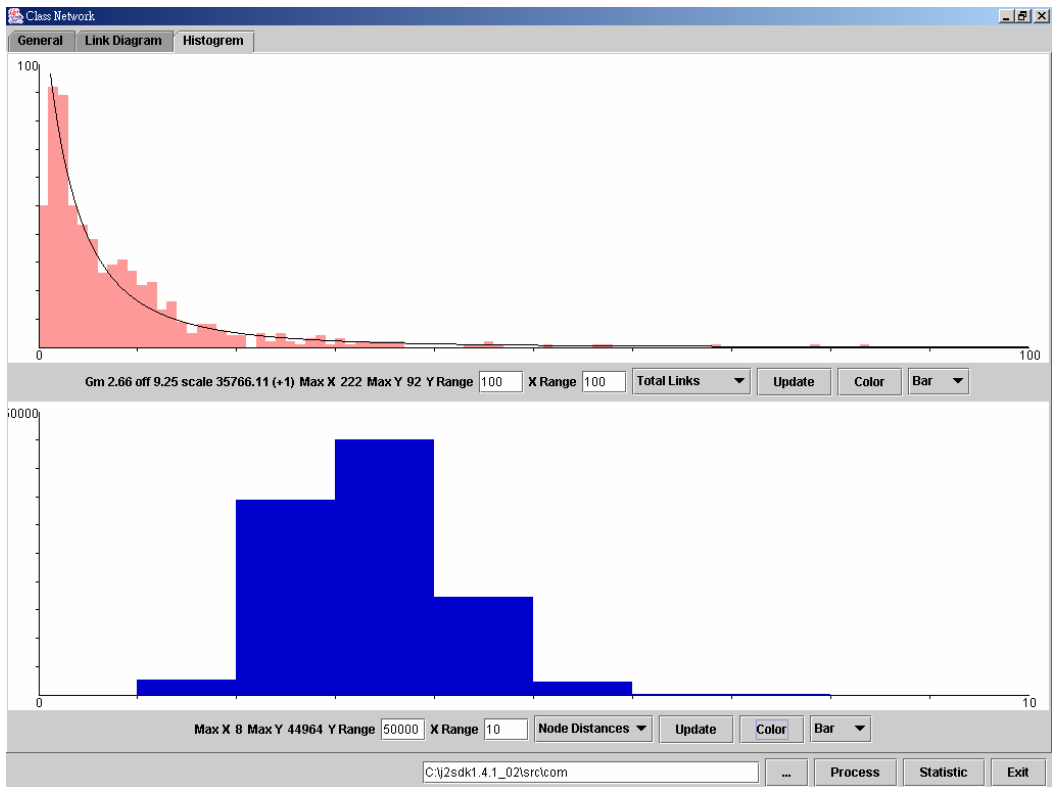 Class Network
General Link Diagram Histogrem
100
0 100
Gm 2.66 off 9.25 scale 35766.11 (+1) Max X 222 Max Y 92 Y Range 100 X Range 100 Total Links Update Color Bar
0 10
Max X 8 Max Y 44964 Y Range 50000 X Range 10 Node Distances Update Color Bar
C:\j2sdk1.4.1_02\src\com ... Process Statistic Exit